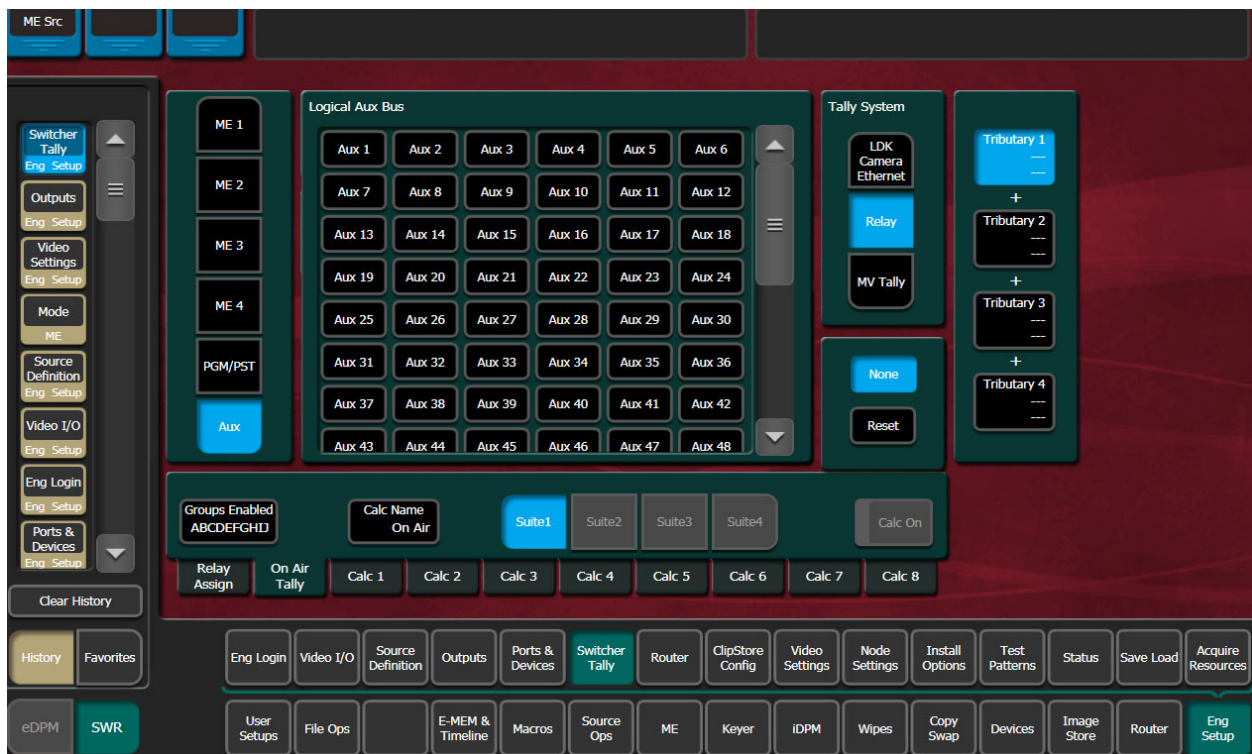 ME Src
Switcher
Tally
Eng Setup
Outputs
Eng Setup
Video
Settings
Eng Setup
Mode
ME
Source
Definition
Eng Setup
Video I/O
Eng Setup
Eng Login
Eng Setup
Ports &
Devices
Eng Setup
Clear History
History Favorites
eDPM SWR
ME 1
ME 2
ME 3
ME 4
PGM/PST
Aux
Logical Aux Bus
Aux 1 Aux 2 Aux 3 Aux 4 Aux 5 Aux 6
Aux 7 Aux 8 Aux 9 Aux 10 Aux 11 Aux 12
Aux 13 Aux 14 Aux 15 Aux 16 Aux 17 Aux 18
Aux 19 Aux 20 Aux 21 Aux 22 Aux 23 Aux 24
Aux 25 Aux 26 Aux 27 Aux 28 Aux 29 Aux 30
Aux 31 Aux 32 Aux 33 Aux 34 Aux 35 Aux 36
Aux 37 Aux 38 Aux 39 Aux 40 Aux 41 Aux 42
Aux 43 Aux 44 Aux 45 Aux 46 Aux 47 Aux 48
Tally System
LDK
Camera
Ethernet
Relay
MV Tally
None
Reset
Tributary 1
---
---
+
Tributary 2
---
---
+
Tributary 3
---
---
+
Tributary 4
---
---
Groups Enabled
ABCDEFGHIJ
Calc Name
On Air
Suite1 Suite2 Suite3 Suite4
Calc On
Relay
Assign
On Air
Tally
Calc 1 Calc 2 Calc 3 Calc 4 Calc 5 Calc 6 Calc 7 Calc 8
Eng Login
Video I/O
Source
Definition
Outputs
Ports &
Devices
Switcher
Tally
Router
ClipStore
Config
Video
Settings
Node
Settings
Install
Options
Test
Patterns
Status
Save Load
Acquire
Resources
User
Setups
File Ops
E-MEM &
Timeline
Macros
Source
Ops
ME
Keyer
iDPM
Wipes
Copy
Swap
Devices
Image
Store
Router
Eng
Setup